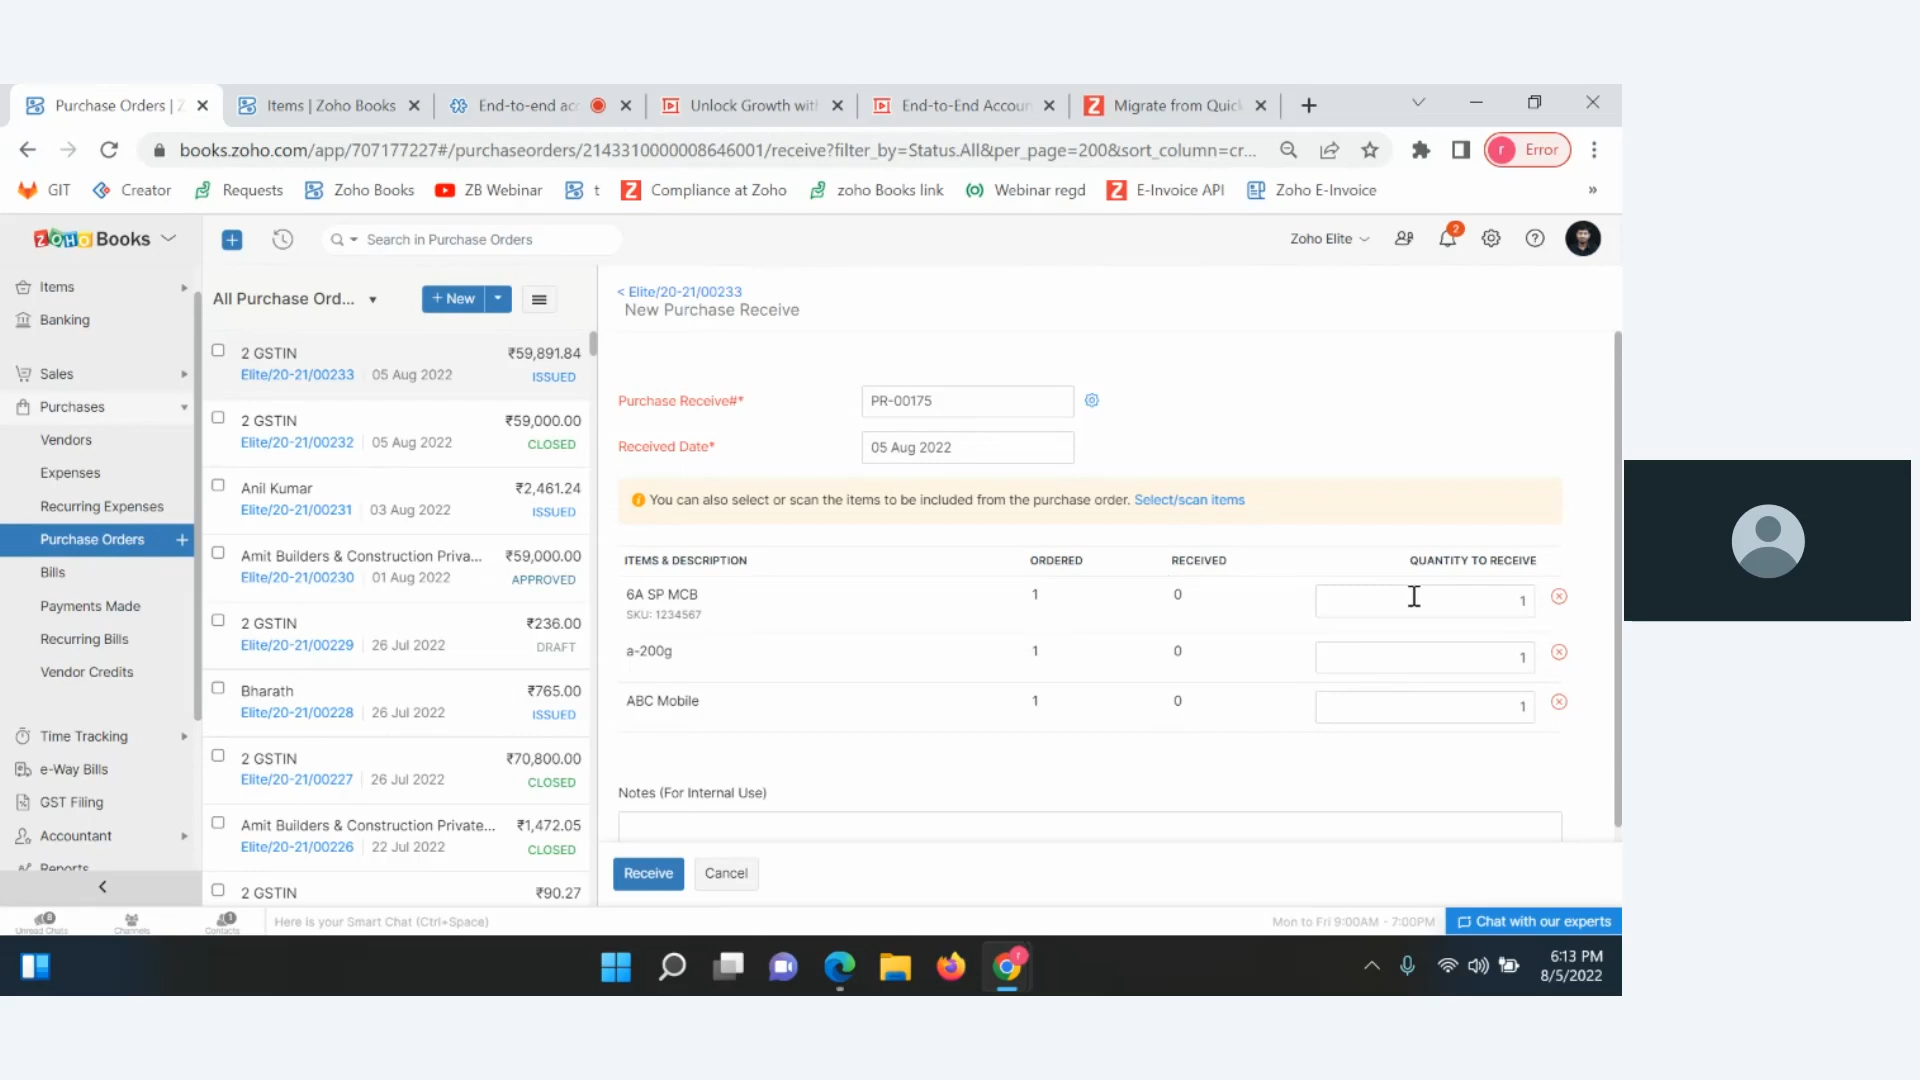 Purchase Orders | Z
Items | Zoho Books
End-to-end acc
Unlock Growth wit
End-to-End Accoun
Migrate from Quick
books.zoho.com/app/707177227#/purchaseorders/2143310000008646001/receive?filter_by=Status.All&per_page=200&sort_column=cr...
r Error
GIT
Creator
Requests
Zoho Books
ZB Webinar
t
Compliance at Zoho
zoho Books link
Webinar regd
E-Invoice API
Zoho E-Invoice
»
ZOHO Books
Search in Purchase Orders
Zoho Elite
2
Items
Banking
Sales
Purchases
Vendors
Expenses
Recurring Expenses
Purchase Orders +
Bills
Payments Made
Recurring Bills
Vendor Credits
Time Tracking
e-Way Bills
GST Filing
Accountant
Reports
All Purchase Ord...
+ New
2 GSTIN ₹59,891.84
Elite/20-21/00233 05 Aug 2022 ISSUED
2 GSTIN ₹59,000.00
Elite/20-21/00232 05 Aug 2022 CLOSED
Anil Kumar ₹2,461.24
Elite/20-21/00231 03 Aug 2022 ISSUED
Amit Builders & Construction Priva... ₹59,000.00
Elite/20-21/00230 01 Aug 2022 APPROVED
2 GSTIN ₹236.00
Elite/20-21/00229 26 Jul 2022 DRAFT
Bharath ₹765.00
Elite/20-21/00228 26 Jul 2022 ISSUED
2 GSTIN ₹70,800.00
Elite/20-21/00227 26 Jul 2022 CLOSED
Amit Builders & Construction Private... ₹1,472.05
Elite/20-21/00226 22 Jul 2022 CLOSED
2 GSTIN ₹90.27
< Elite/20-21/00233
New Purchase Receive
Purchase Receive#* PR-00175
Received Date* 05 Aug 2022
You can also select or scan the items to be included from the purchase order. Select/scan items
ITEMS & DESCRIPTION ORDERED RECEIVED QUANTITY TO RECEIVE
6A SP MCB 1 0 1
SKU: 1234567
a-200g 1 0 1
ABC Mobile 1 0 1
Notes (For Internal Use)
Receive
Cancel
Unread Chats
Channels
Contacts
Here is your Smart Chat (Ctrl+Space)
Mon to Fri 9:00AM - 7:00PM
Chat with our experts
6:13 PM
8/5/2022